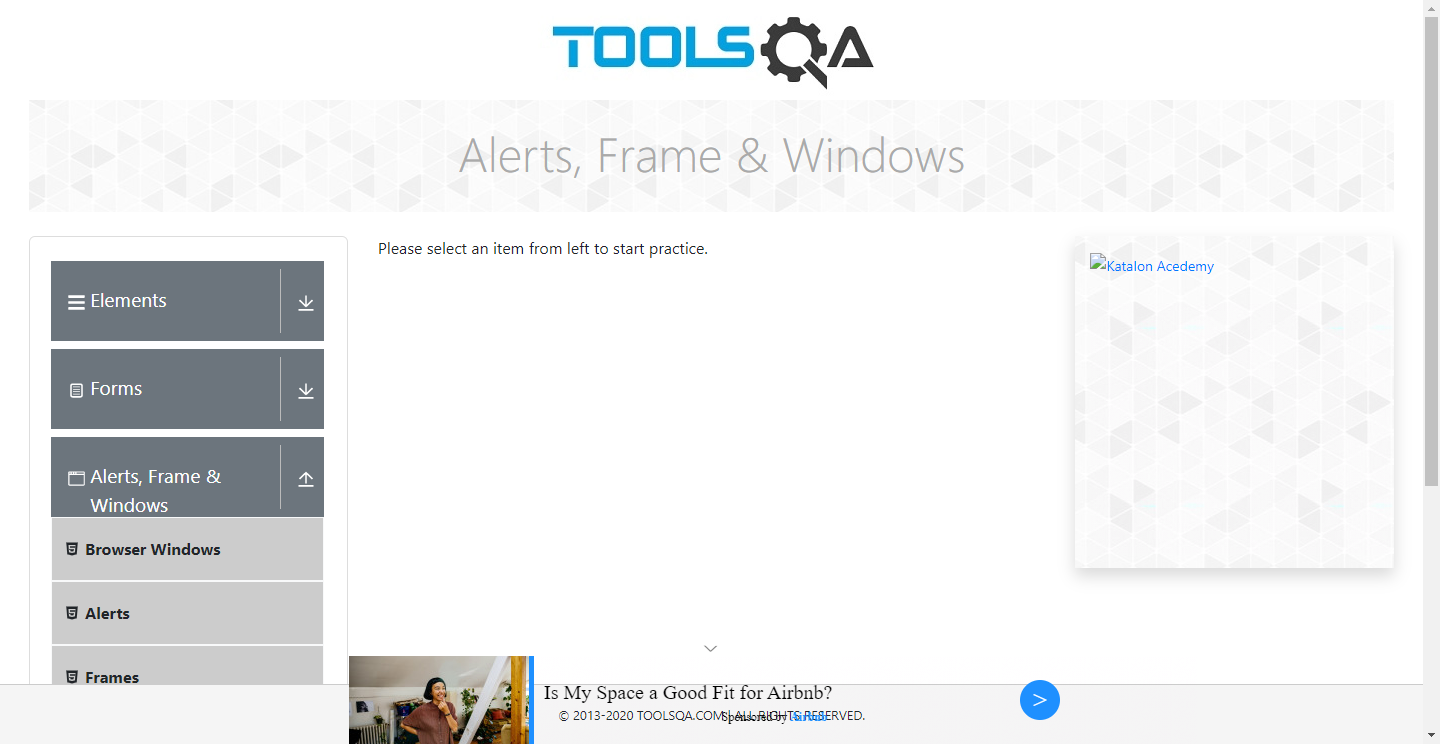 TOOLSQA
Alerts, Frame & Windows
Please select an item from left to start practice.
Katalon Acedemy
Elements
Forms
Alerts, Frame &
Windows
Browser Windows
Alerts
Frames
Is My Space a Good Fit for Airbnb?
>
Sponsored by Airbnb
© 2013-2020 TOOLSQA.COM | ALL RIGHTS RESERVED.